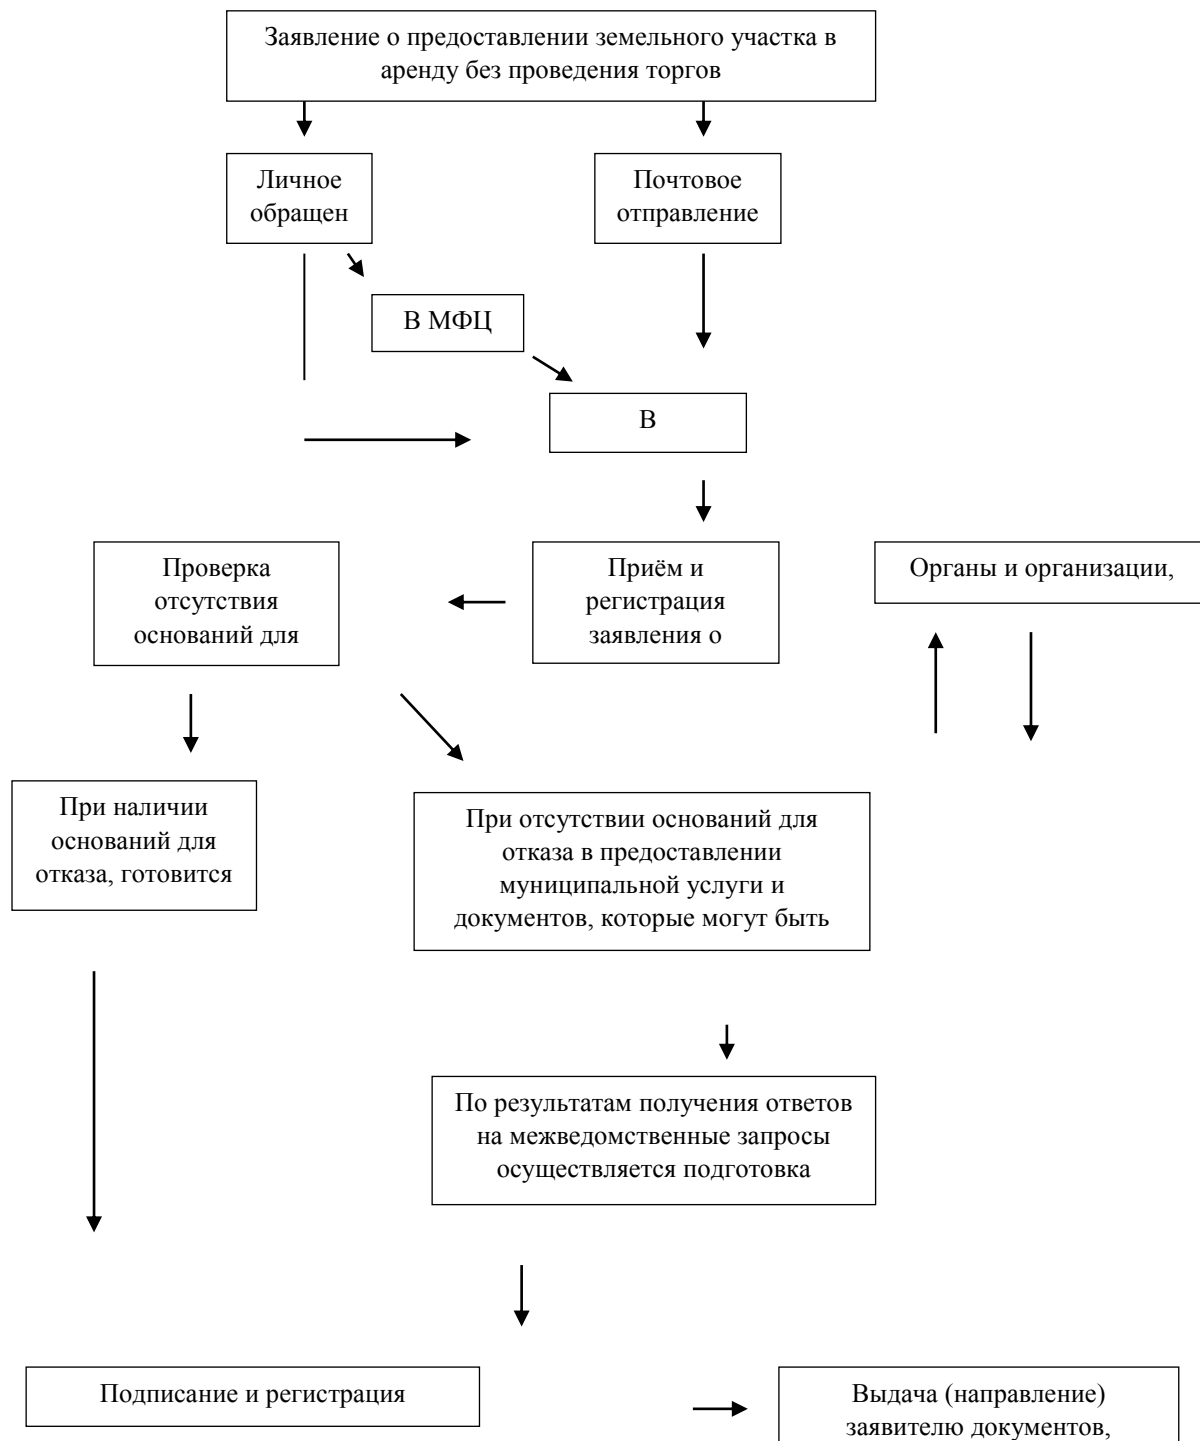 Заявление о предоставлении земельного участка в
аренду без проведения торгов
Личное
обращен
Почтовое
отправление
В МФЦ
В
Проверка
отсутствия
оснований для
Приём и
регистрация
заявления о
Органы и организации,
При наличии
оснований для
отказа, готовится
При отсутствии оснований для
отказа в предоставлении
муниципальной услуги и
документов, которые могут быть
По результатам получения ответов
на межведомственные запросы
осуществляется подготовка
Подписание и регистрация
Выдача (направление)
заявителю документов,